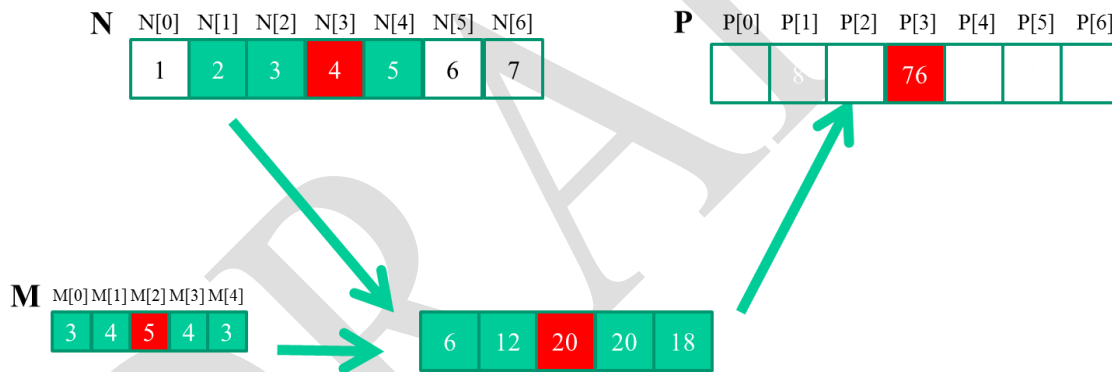 N N[0] N[1] N[2] N[3] N[4] N[5] N[6]
1 2 3 4 5 6 7
P P[0] P[1] P[2] P[3] P[4] P[5] P[6]
8 76
M M[0] M[1] M[2] M[3] M[4]
3 4 5 4 3
6 12 20 20 18